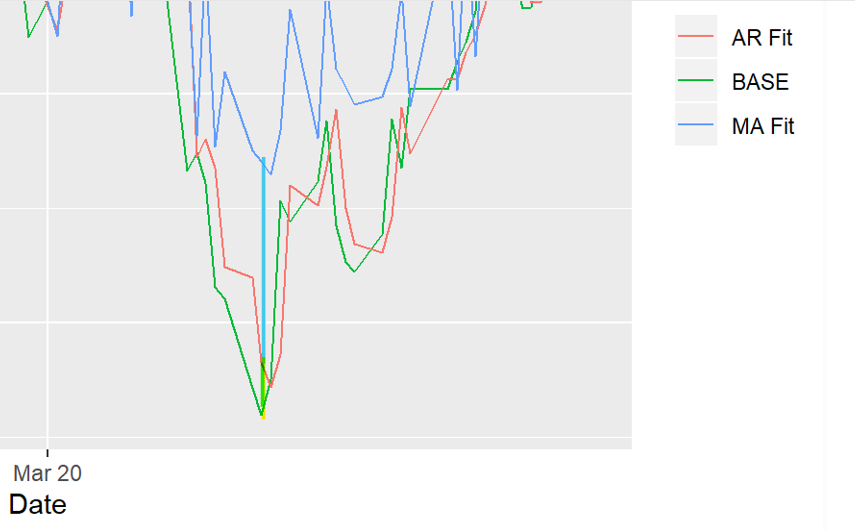 AR Fit
BASE
MA Fit
Mar 20
Date